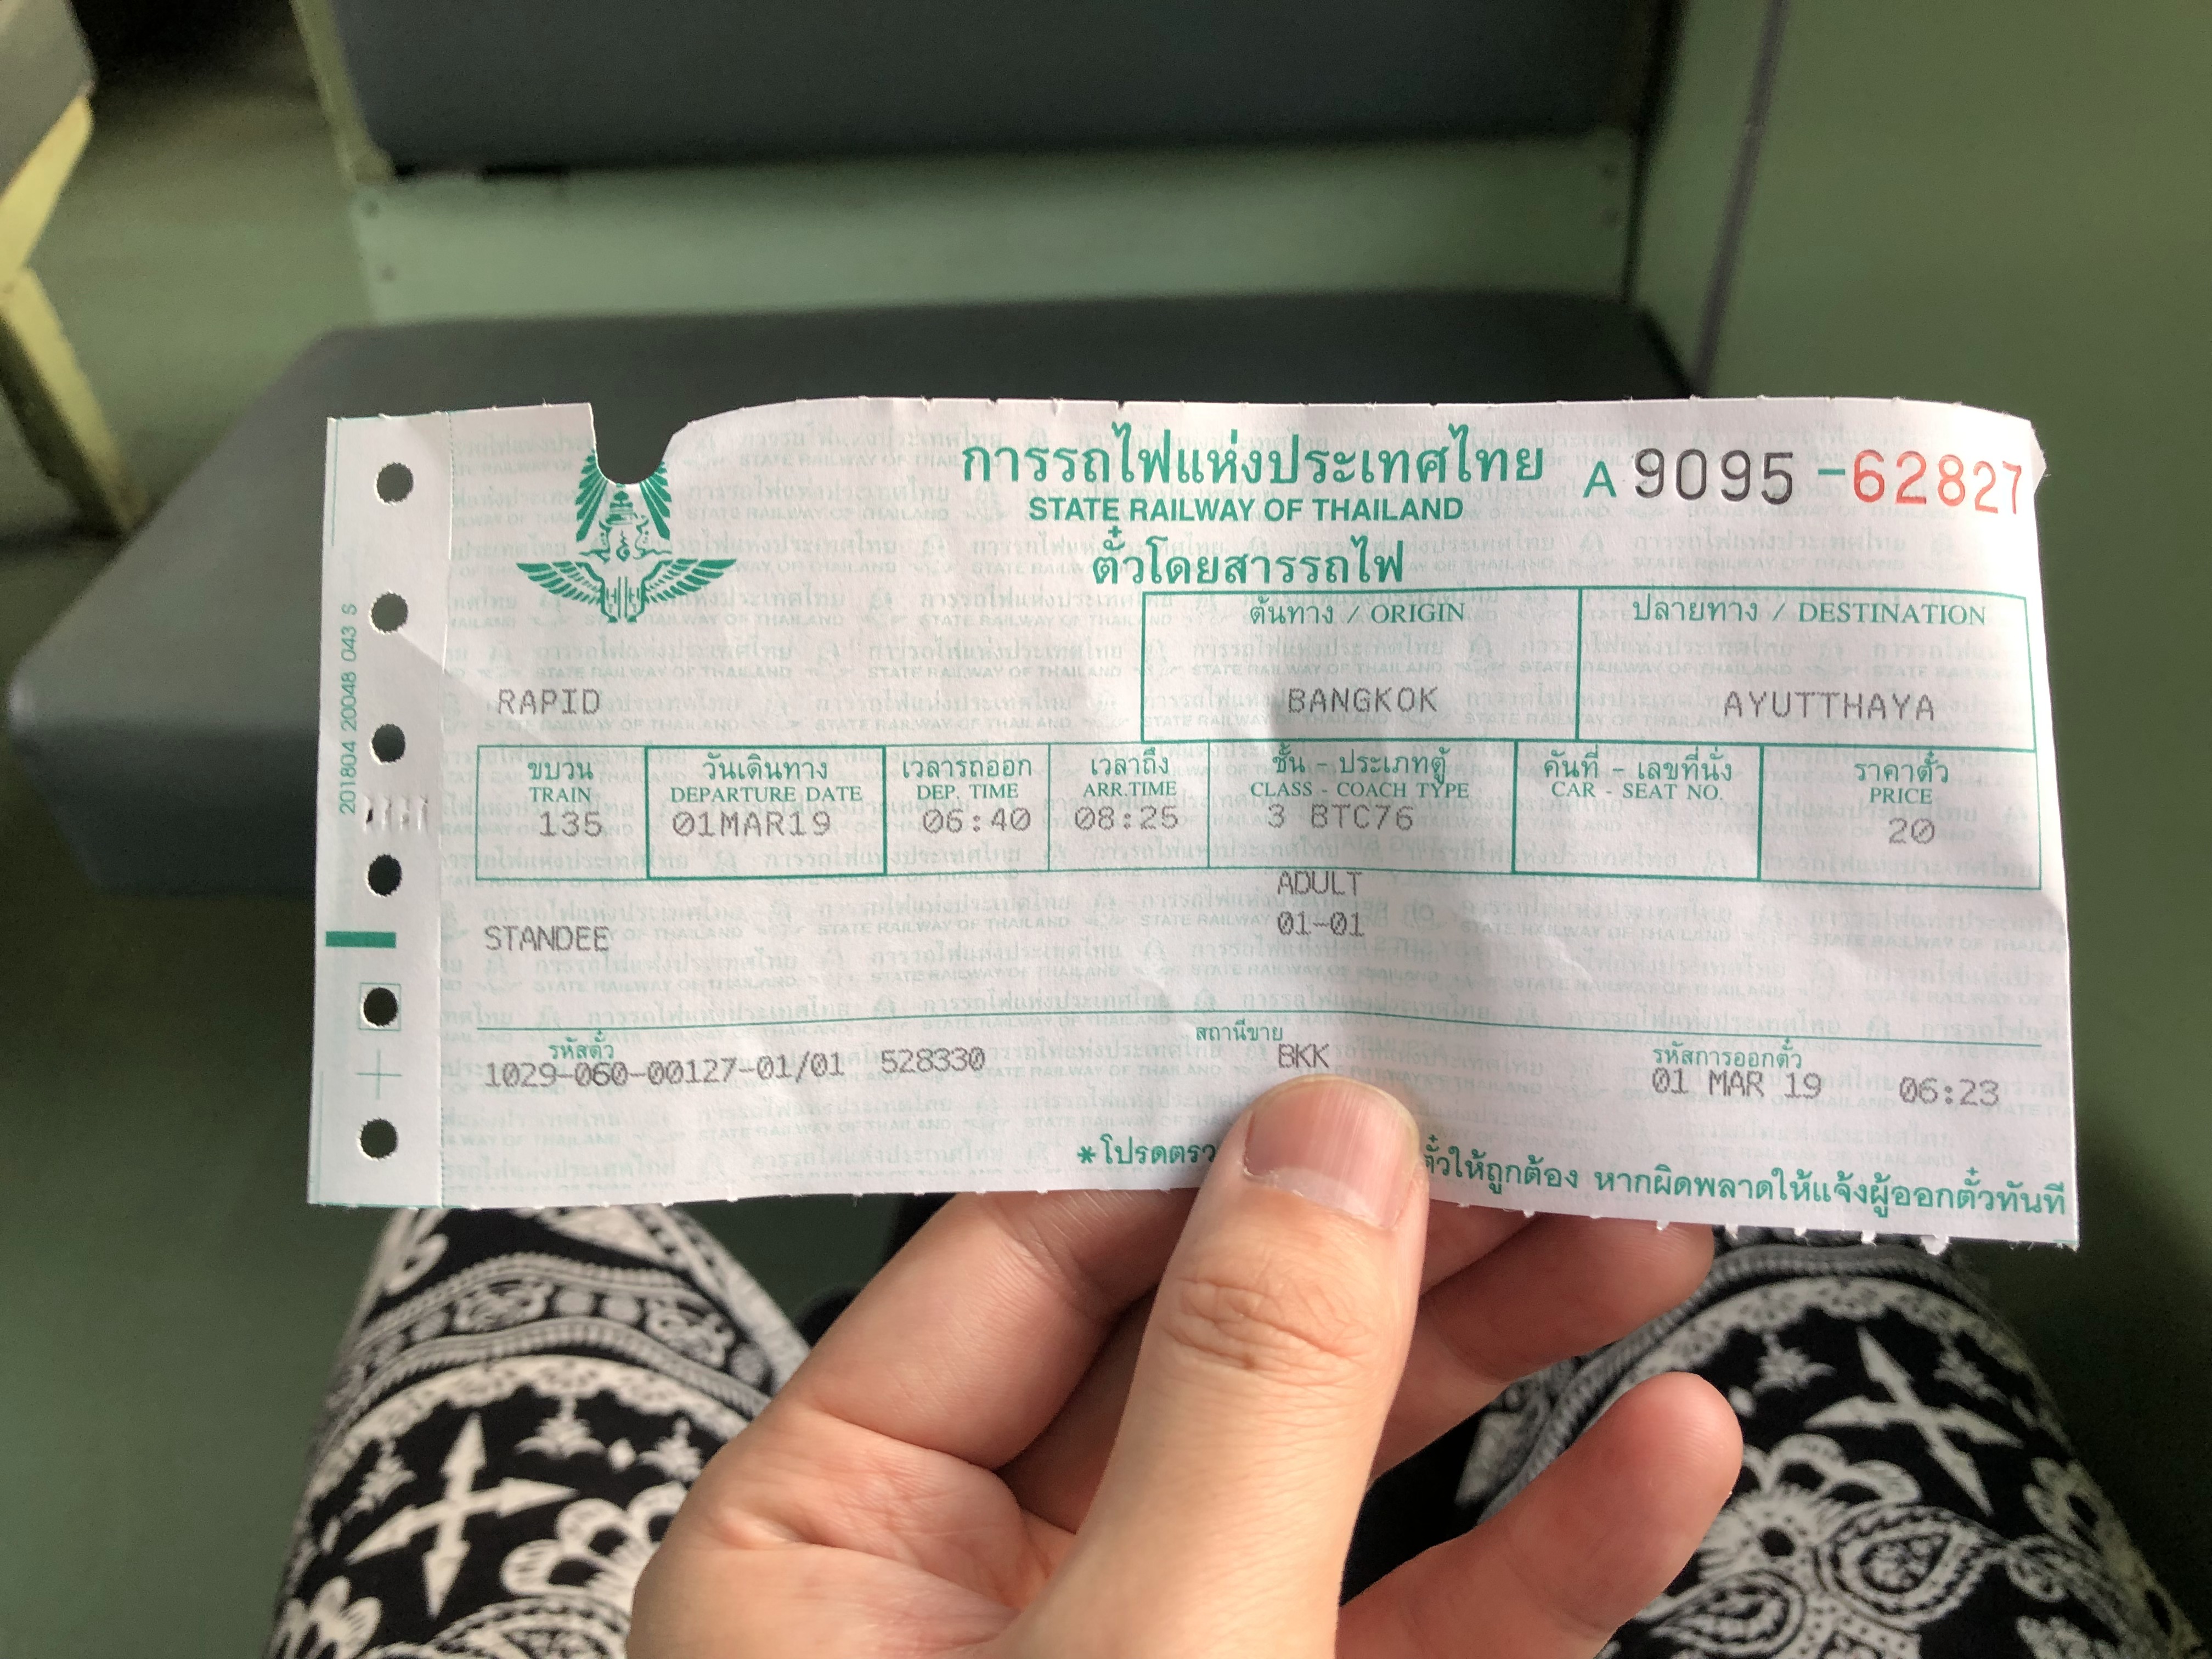 การรถไฟแห่งประเทศไทย A 9095 -62827
STATE RAILWAY OF THAILAND
ตั๋วโดยสารรถไฟ
ต้นทาง / ORIGIN ปลายทาง / DESTINATION
RAPID BANGKOK AYUTTHAYA
ขบวน วันเดินทาง เวลารถออก เวลาถึง ชั้น - ประเภทตู้ คันที่ - เลขที่นั่ง ราคาตั๋ว
TRAIN DEPARTURE DATE DEP. TIME ARR.TIME CLASS - COACH TYPE CAR - SEAT NO. PRICE
135 01MAR19 06:40 08:25 3 BTC76 20
ADULT
STANDEE 01-01
รหัสตั๋ว สถานีขาย รหัสการออกตั๋ว
1029-060-00127-01/01 528330 BKK 01 MAR 19 06:23
*โปรดตรว ตั๋วให้ถูกต้อง หากผิดพลาดให้แจ้งผู้ออกตั๋วทันที
201804 20048 043 S